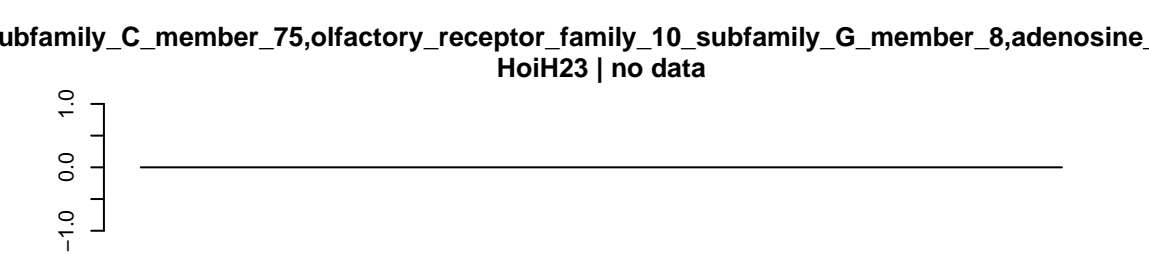 ubfamily_C_member_75,olfactory_receptor_family_10_subfamily_G_member_8,adenosine_
HoiH23 | no data
1.0
0.0
−1.0